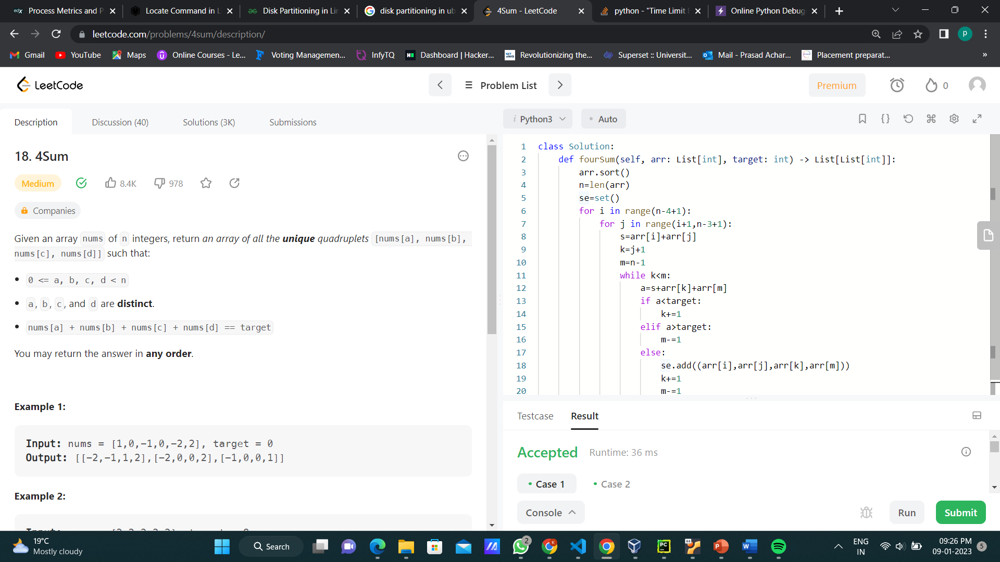 edx Process Metrics and P
Locate Command in L
Disk Partitioning in Lin
disk partitioning in ub
4Sum - LeetCode
python - "Time Limit E
Online Python Debug
leetcode.com/problems/4sum/description/
P
Gmail
YouTube
Maps
Online Courses - Le...
Voting Managemen...
InfyTQ
Dashboard | Hacker...
Revolutionizing the...
Superset :: Universit...
Mail - Prasad Achar...
Placement preparat...
»
LeetCode
Problem List
Premium
0
Description
Discussion (40)
Solutions (3K)
Submissions
Python3
Auto
18. 4Sum
Medium
8.4K
978
Companies
Given an array nums of n integers, return an array of all the unique quadruplets [nums[a], nums[b],
nums[c], nums[d]] such that:
• 0 <= a, b, c, d < n
• a, b, c, and d are distinct.
• nums[a] + nums[b] + nums[c] + nums[d] == target
You may return the answer in any order.
Example 1:
Input: nums = [1,0,-1,0,-2,2], target = 0
Output: [[-2,-1,1,2],[-2,0,0,2],[-1,0,0,1]]
Example 2:
1 class Solution:
2 def fourSum(self, arr: List[int], target: int) -> List[List[int]]:
3 arr.sort()
4 n=len(arr)
5 se=set()
6 for i in range(n-4+1):
7 for j in range(i+1,n-3+1):
8 s=arr[i]+arr[j]
9 k=j+1
10 m=n-1
11 while k<m:
12 a=s+arr[k]+arr[m]
13 if a<target:
14 k+=1
15 elif a>target:
16 m-=1
17 else:
18 se.add((arr[i],arr[j],arr[k],arr[m]))
19 k+=1
20 m-=1
Testcase
Result
Accepted Runtime: 36 ms
• Case 1
• Case 2
Console
Run
Submit
19°C
Mostly cloudy
Search
2
K
PC
64
P
W
ENG
IN
09:26 PM
09-01-2023
5